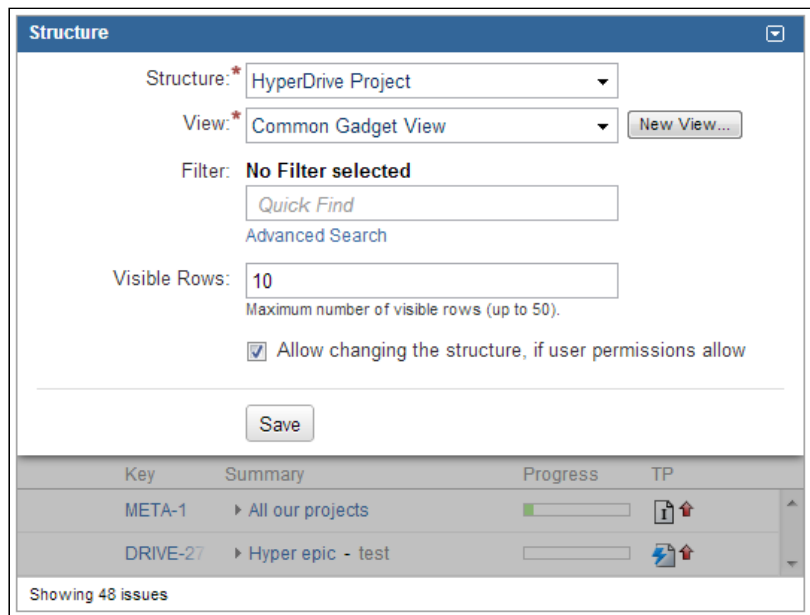 Structure
Structure:* HyperDrive Project
View:* Common Gadget View New View...
Filter: No Filter selected
Quick Find
Advanced Search
Visible Rows: 10
Maximum number of visible rows (up to 50).
Allow changing the structure, if user permissions allow
Save
Key Summary Progress TP
META-1 All our projects I
DRIVE-27 Hyper epic - test
Showing 48 issues